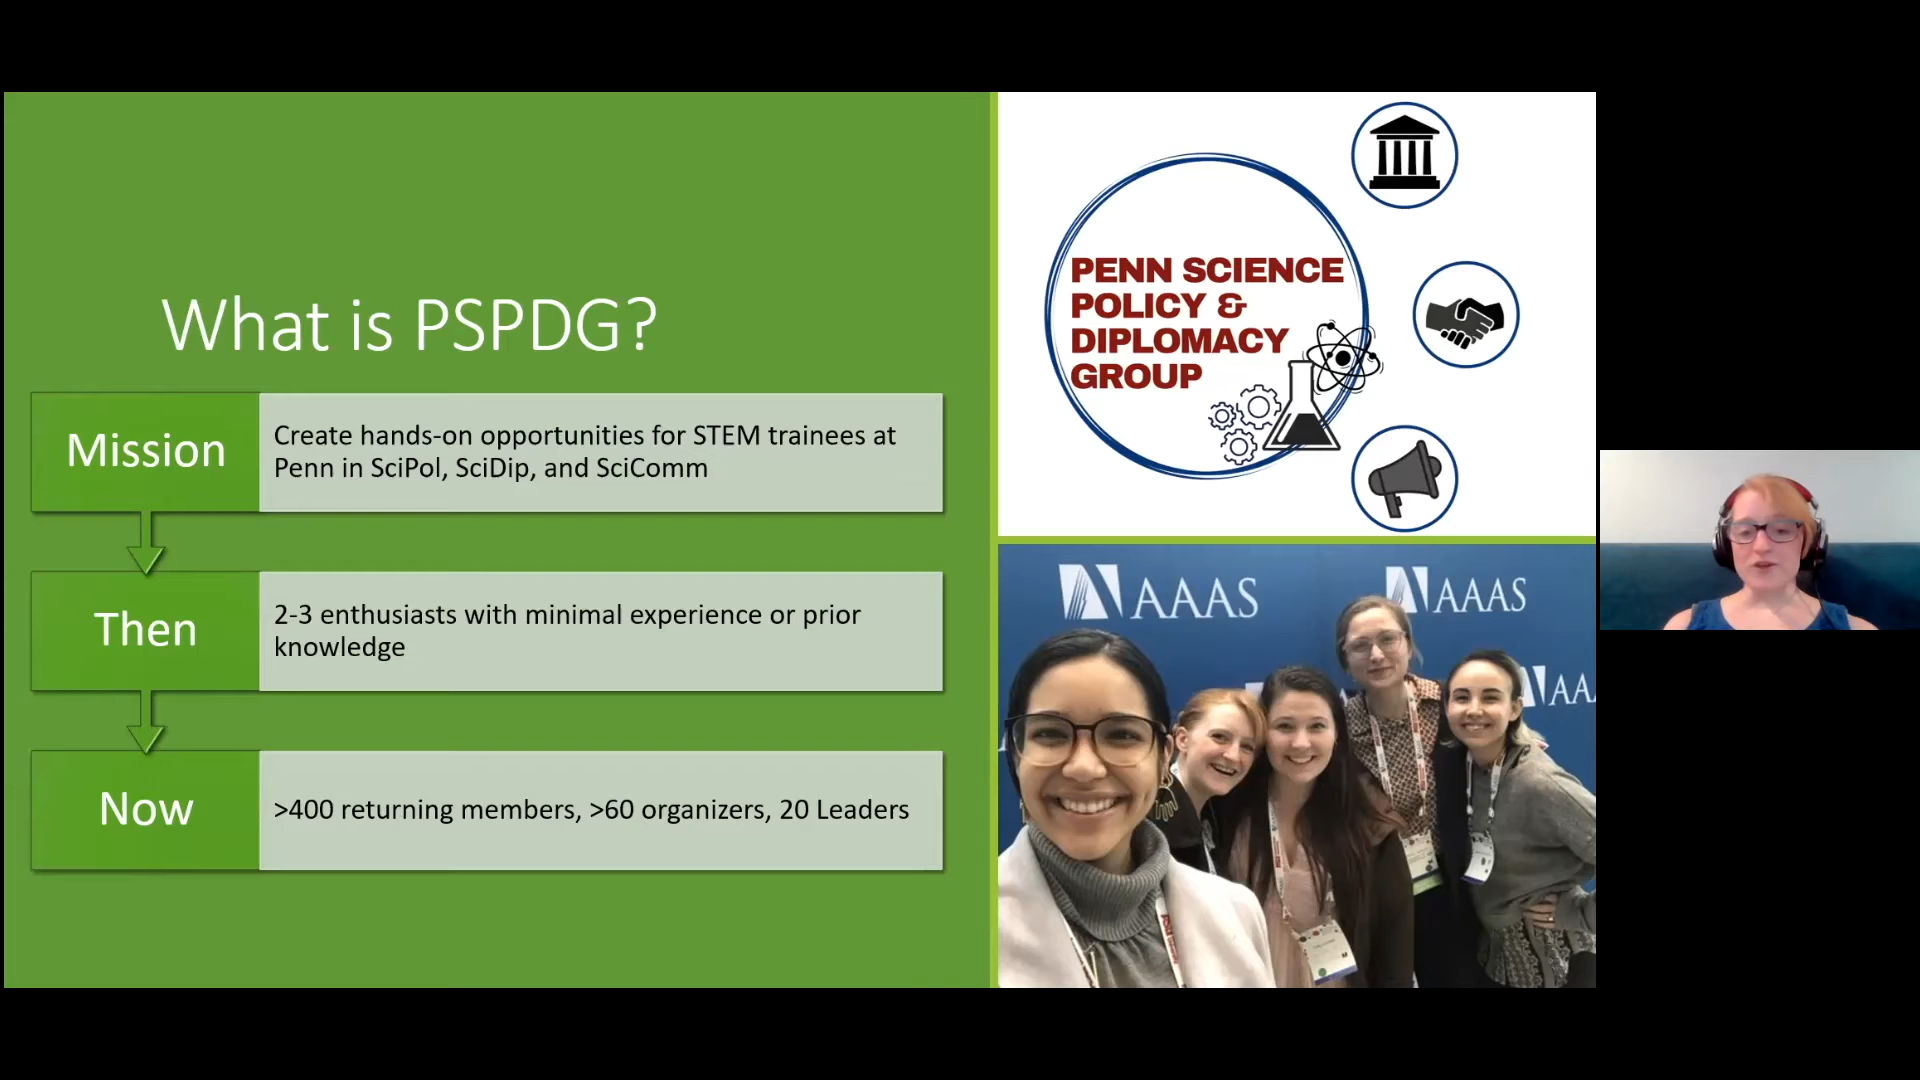 What is PSPDG?
Mission
Create hands-on opportunities for STEM trainees at
Penn in SciPol, SciDip, and SciComm
Then
2-3 enthusiasts with minimal experience or prior
knowledge
Now
>400 returning members, >60 organizers, 20 Leaders
PENN SCIENCE
POLICY &
DIPLOMACY
GROUP
AAAS
AAAS
AAA